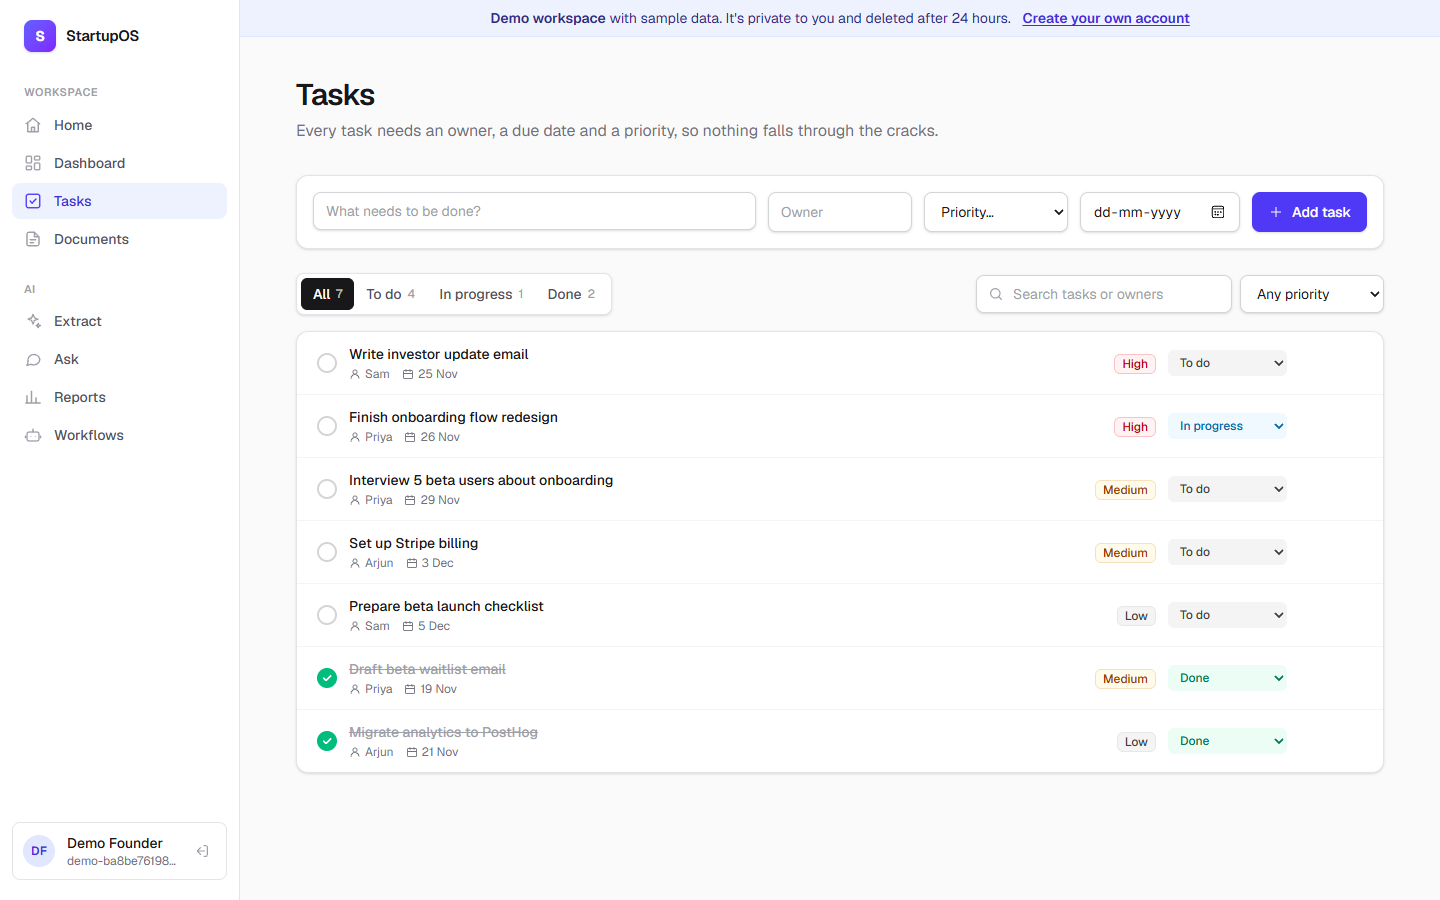 S StartupOS
Demo workspace with sample data. It's private to you and deleted after 24 hours. Create your own account
WORKSPACE
Home
Dashboard
Tasks
Documents
AI
Extract
Ask
Reports
Workflows
DF
Demo Founder
demo-ba8be76198...
Tasks
Every task needs an owner, a due date and a priority, so nothing falls through the cracks.
What needs to be done? Owner Priority... dd-mm-yyyy Add task
All 7 To do 4 In progress 1 Done 2 Search tasks or owners Any priority
Write investor update email
Sam 25 Nov
High To do
Finish onboarding flow redesign
Priya 26 Nov
High In progress
Interview 5 beta users about onboarding
Priya 29 Nov
Medium To do
Set up Stripe billing
Arjun 3 Dec
Medium To do
Prepare beta launch checklist
Sam 5 Dec
Low To do
Draft beta waitlist email
Priya 19 Nov
Medium Done
Migrate analytics to PostHog
Arjun 21 Nov
Low Done